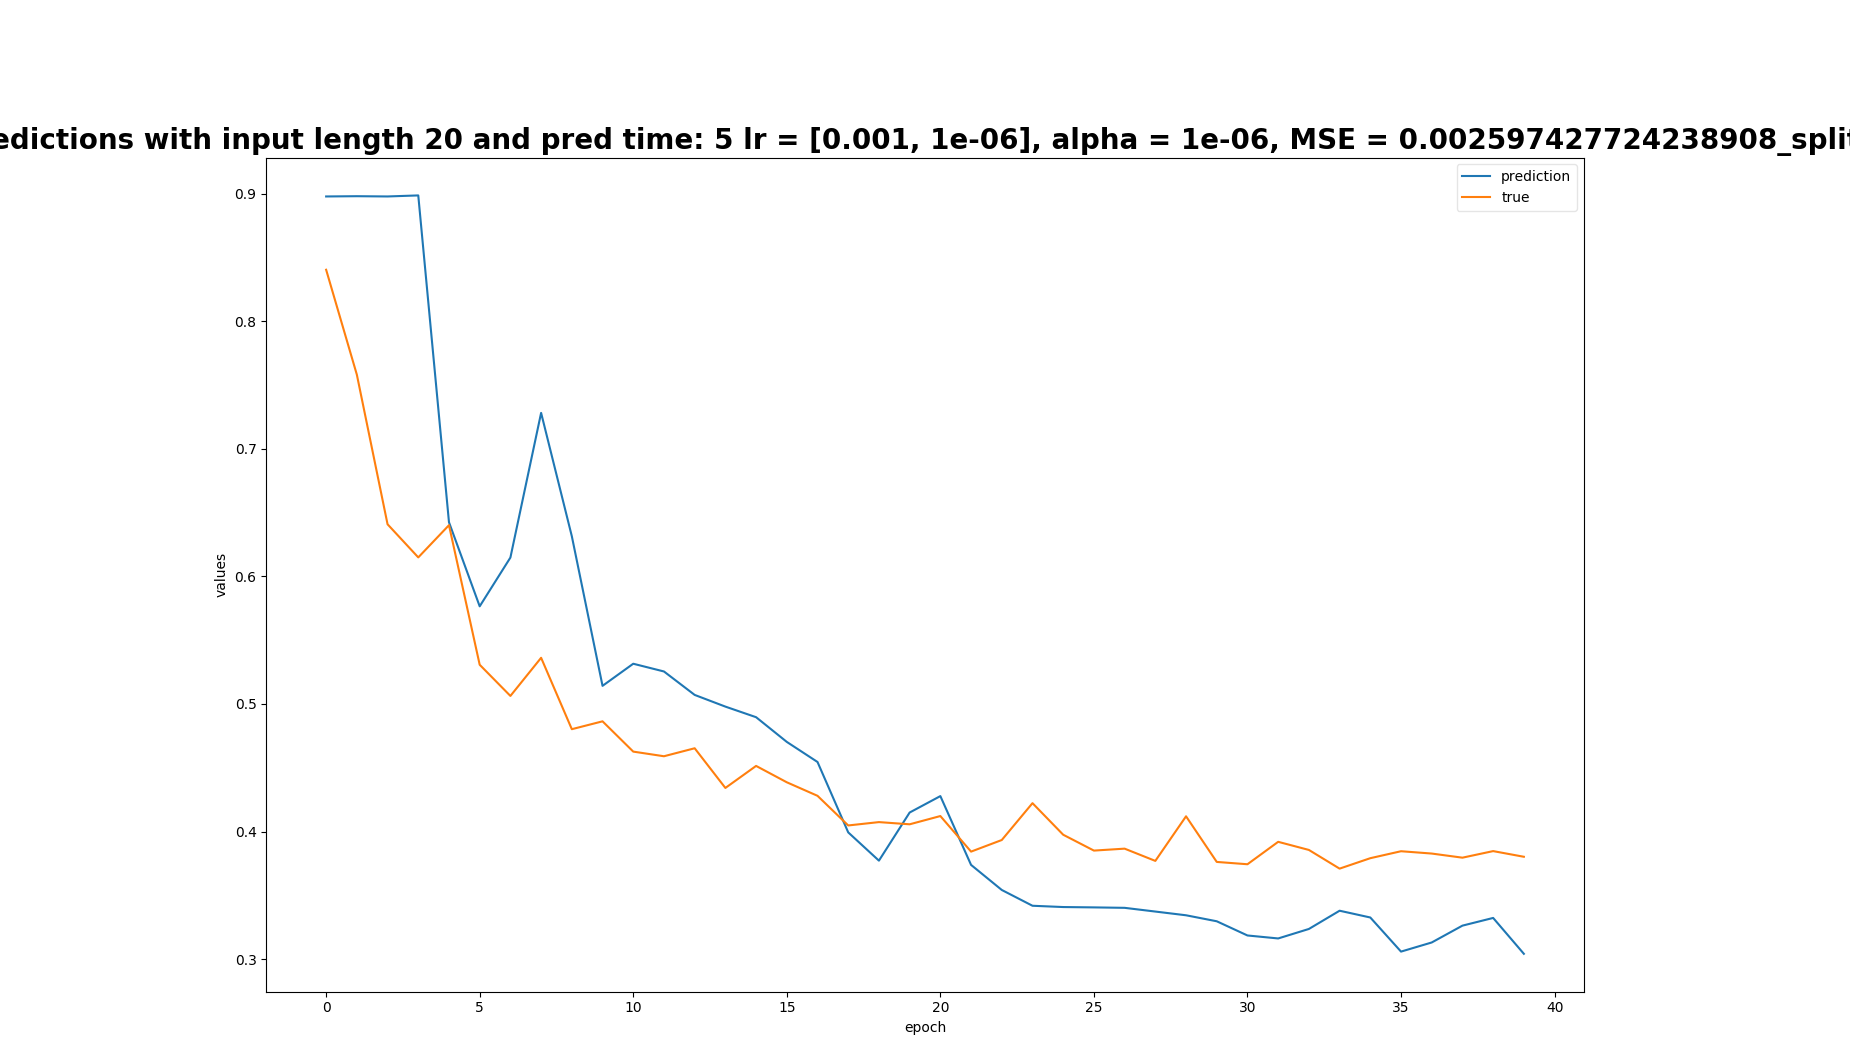 edictions with input length 20 and pred time: 5 lr = [0.001, 1e-06], alpha = 1e-06, MSE = 0.002597427724238908_split
prediction
true
0.9
0.8
0.7
0.6
0.5
0.4
0.3
values
0 5 10 15 20 25 30 35 40
epoch